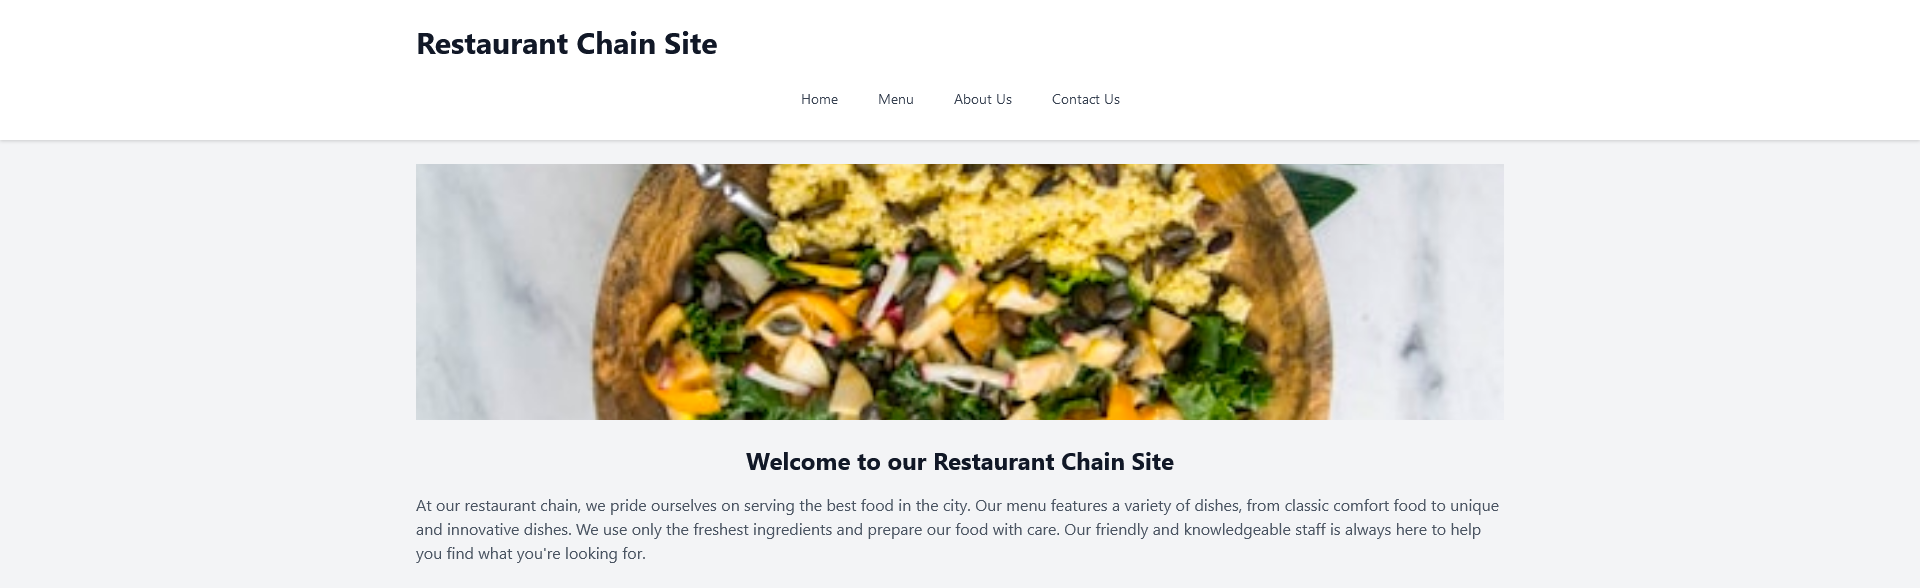 Restaurant Chain Site
Home Menu About Us Contact Us
Welcome to our Restaurant Chain Site
At our restaurant chain, we pride ourselves on serving the best food in the city. Our menu features a variety of dishes, from classic comfort food to unique
and innovative dishes. We use only the freshest ingredients and prepare our food with care. Our friendly and knowledgeable staff is always here to help
you find what you're looking for.